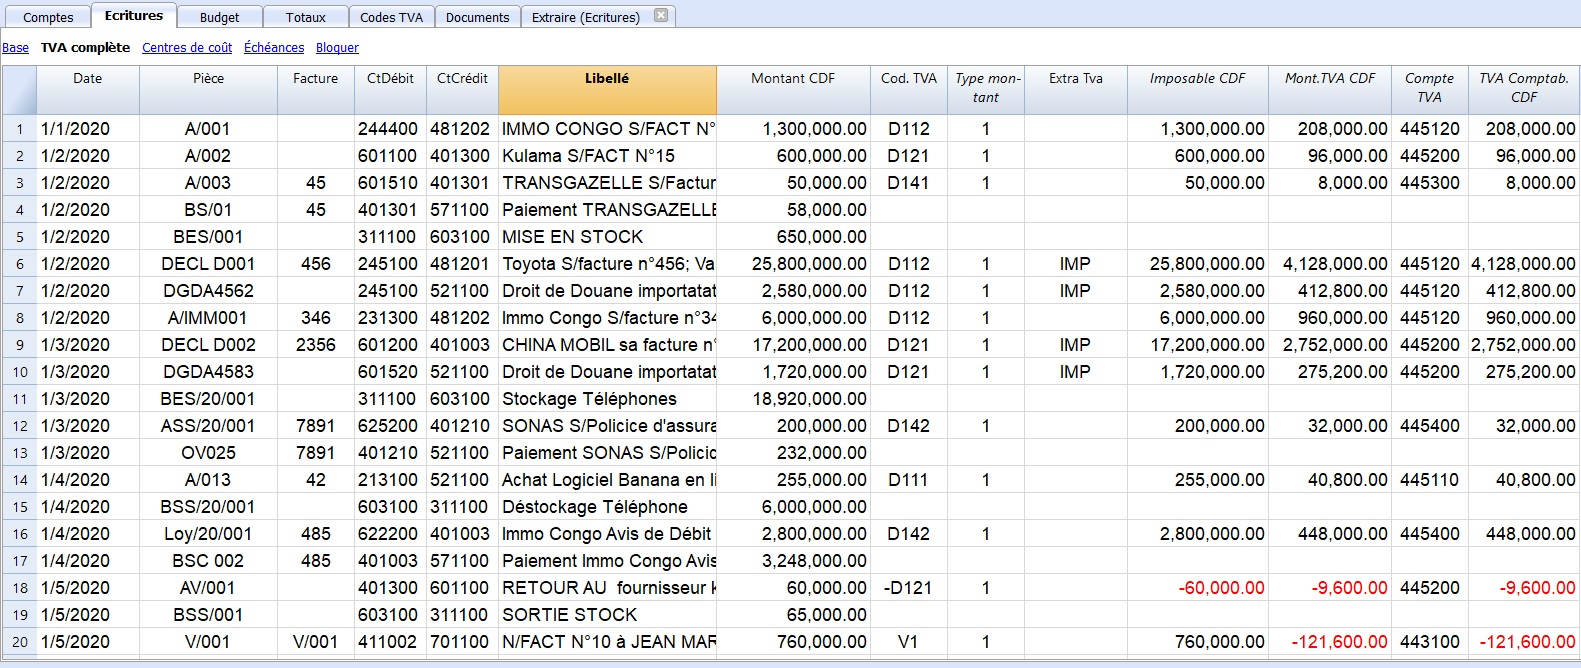 Comptes Ecritures Budget Totaux Codes TVA Documents Extraire (Ecritures)
Base TVA complète Centres de coût Échéances Bloquer
Date Pièce Facture CtDébit CtCrédit Libellé Montant CDF Cod. TVA Type mon-tant Extra Tva Imposable CDF Mont.TVA CDF Compte TVA TVA Comptab. CDF
1 1/1/2020 A/001 244400 481202 IMMO CONGO S/FACT N° 1,300,000.00 D112 1 1,300,000.00 208,000.00 445120 208,000.00
2 1/2/2020 A/002 601100 401300 Kulama S/FACT N°15 600,000.00 D121 1 600,000.00 96,000.00 445200 96,000.00
3 1/2/2020 A/003 45 601510 401301 TRANSGAZELLE S/Factur 50,000.00 D141 1 50,000.00 8,000.00 445300 8,000.00
4 1/2/2020 BS/01 45 401301 571100 Paiement TRANSGAZELLE 58,000.00
5 1/2/2020 BES/001 311100 603100 MISE EN STOCK 650,000.00
6 1/2/2020 DECL D001 456 245100 481201 Toyota S/facture n°456; Va 25,800,000.00 D112 1 IMP 25,800,000.00 4,128,000.00 445120 4,128,000.00
7 1/2/2020 DGDA4562 245100 521100 Droit de Douane importatat 2,580,000.00 D112 1 IMP 2,580,000.00 412,800.00 445120 412,800.00
8 1/2/2020 A/IMM001 346 231300 481202 Immo Congo S/facture n°34 6,000,000.00 D112 1 6,000,000.00 960,000.00 445120 960,000.00
9 1/3/2020 DECL D002 2356 601200 401003 CHINA MOBIL sa facture n° 17,200,000.00 D121 1 IMP 17,200,000.00 2,752,000.00 445200 2,752,000.00
10 1/3/2020 DGDA4583 601520 521100 Droit de Douane importatat 1,720,000.00 D121 1 IMP 1,720,000.00 275,200.00 445200 275,200.00
11 1/3/2020 BES/20/001 311100 603100 Stockage Téléphones 18,920,000.00
12 1/3/2020 ASS/20/001 7891 625200 401210 SONAS S/Policice d'assura 200,000.00 D142 1 200,000.00 32,000.00 445400 32,000.00
13 1/3/2020 OV025 7891 401210 521100 Paiement SONAS S/Policic 232,000.00
14 1/4/2020 A/013 42 213100 521100 Achat Logiciel Banana en li 255,000.00 D111 1 255,000.00 40,800.00 445110 40,800.00
15 1/4/2020 BSS/20/001 603100 311100 Déstockage Téléphone 6,000,000.00
16 1/4/2020 Loy/20/001 485 622200 401003 Immo Congo Avis de Débit 2,800,000.00 D142 1 2,800,000.00 448,000.00 445400 448,000.00
17 1/4/2020 BSC 002 485 401003 571100 Paiement Immo Congo Avis 3,248,000.00
18 1/5/2020 AV/001 401300 601100 RETOUR AU fournisseur k 60,000.00 -D121 1 -60,000.00 -9,600.00 445200 -9,600.00
19 1/5/2020 BSS/001 603100 311100 SORTIE STOCK 65,000.00
20 1/5/2020 V/001 V/001 411002 701100 N/FACT N°10 à JEAN MAR 760,000.00 V1 1 760,000.00 -121,600.00 443100 -121,600.00